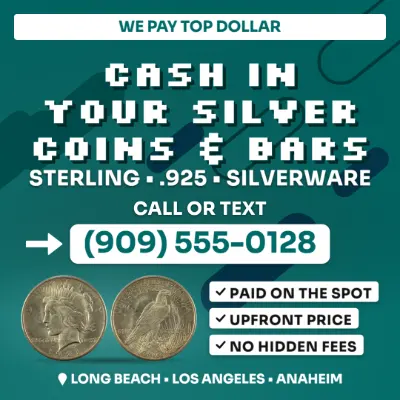 WE PAY TOP DOLLAR
CASH IN
YOUR SILVER
COINS & BARS
STERLING ▪ .925 ▪ SILVERWARE
CALL OR TEXT
(909) 555-0128
PAID ON THE SPOT
UPFRONT PRICE
NO HIDDEN FEES
LONG BEACH ▪ LOS ANGELES ▪ ANAHEIM